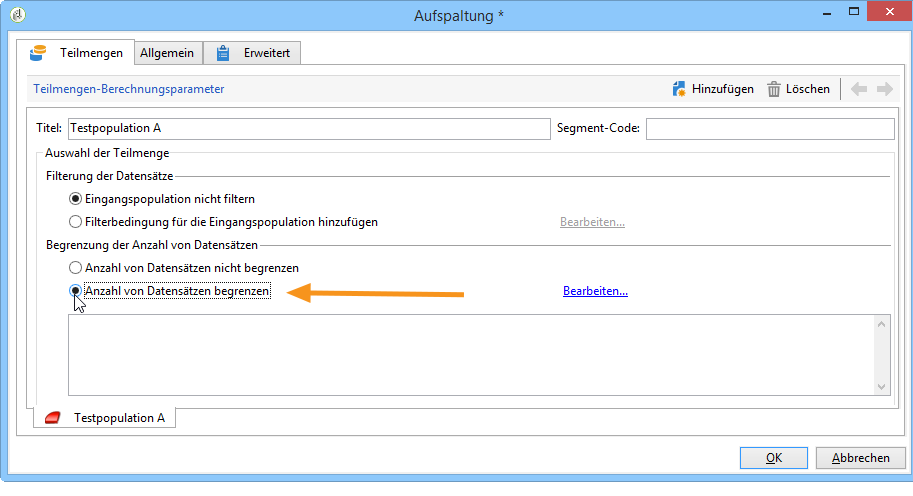 Aufspaltung *
Teilmengen Allgemein Erweitert
Teilmengen-Berechnungsparameter Hinzufügen Löschen
Titel: Testpopulation A Segment-Code:
Auswahl der Teilmenge
Filterung der Datensätze
Eingangspopulation nicht filtern
Filterbedingung für die Eingangspopulation hinzufügen Bearbeiten...
Begrenzung der Anzahl von Datensätzen
Anzahl von Datensätzen nicht begrenzen
Anzahl von Datensätzen begrenzen Bearbeiten...
Testpopulation A
OK Abbrechen